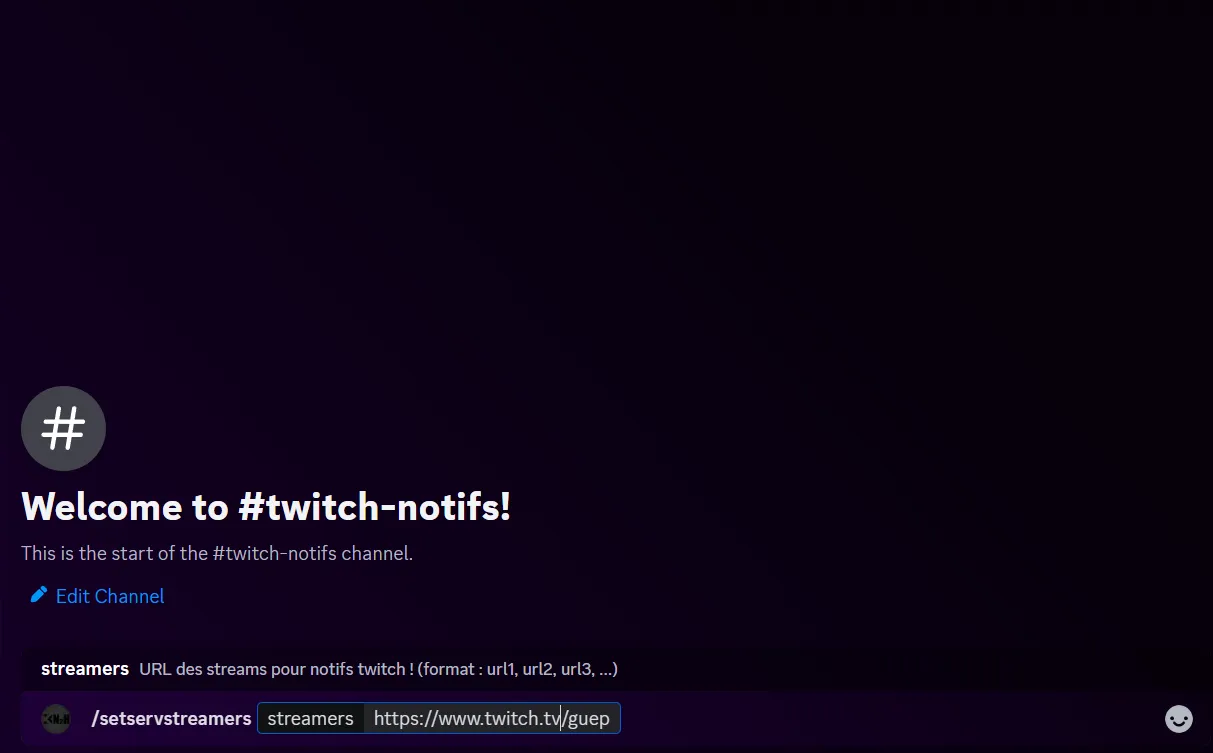 Welcome to #twitch-notifs!
This is the start of the #twitch-notifs channel.
Edit Channel
streamers URL des streams pour notifs twitch ! (format : url1, url2, url3, ...)
/setservstreamers streamers https://www.twitch.tv/guep